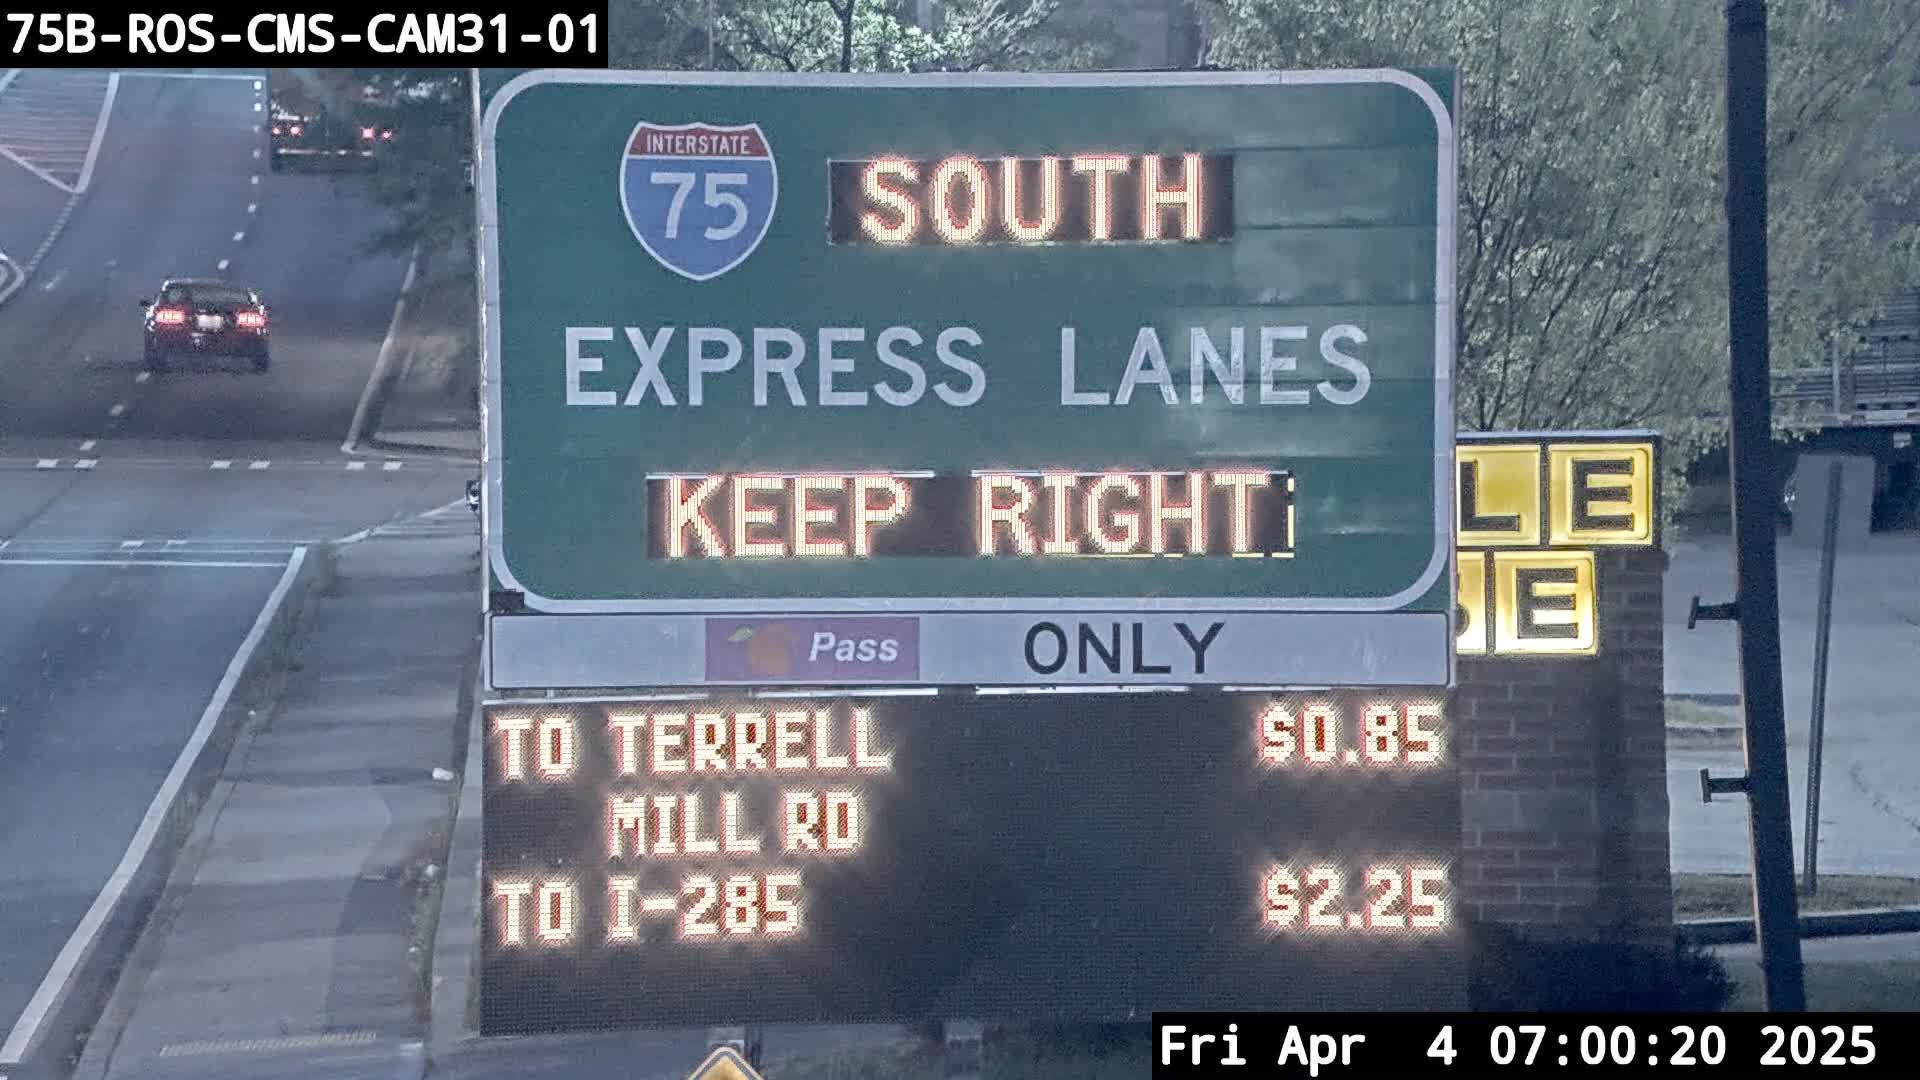 75B-ROS-CMS-CAM31-01
INTERSTATE
75
SOUTH
EXPRESS LANES
KEEP RIGHT
Pass ONLY
TO TERRELL $0.85
MILL RD
TO I-285 $2.25
LE
E
Fri Apr 4 07:00:20 2025